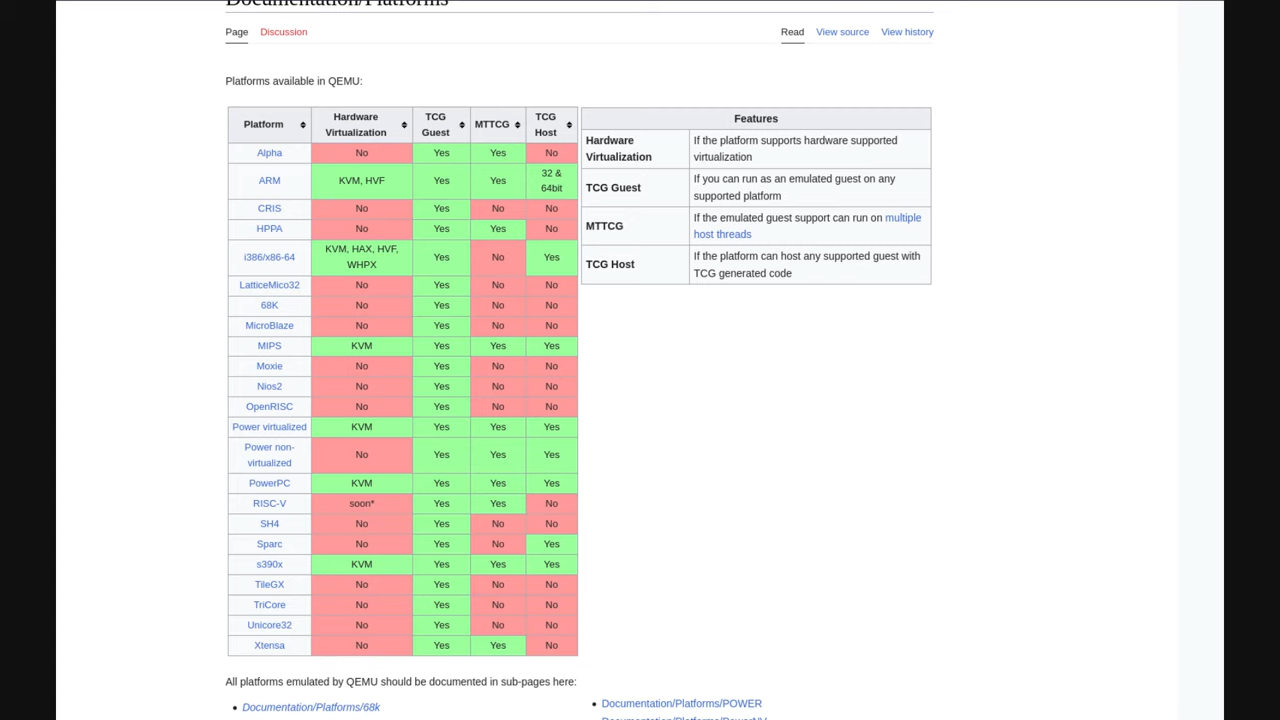 Documentation/Platforms
Page Discussion Read View source View history
Platforms available in QEMU:
Platform Hardware Virtualization TCG Guest MTTCG TCG Host
Alpha No Yes Yes No
ARM KVM, HVF Yes Yes 32 & 64bit
CRIS No Yes No No
HPPA No Yes Yes No
i386/x86-64 KVM, HAX, HVF, WHPX Yes No Yes
LatticeMico32 No Yes No No
68K No Yes No No
MicroBlaze No Yes No No
MIPS KVM Yes Yes Yes
Moxie No Yes No No
Nios2 No Yes No No
OpenRISC No Yes No No
Power virtualized KVM Yes Yes Yes
Power non-virtualized No Yes Yes Yes
PowerPC KVM Yes Yes Yes
RISC-V soon* Yes Yes No
SH4 No Yes No No
Sparc No Yes No Yes
s390x KVM Yes Yes Yes
TileGX No Yes No No
TriCore No Yes No No
Unicore32 No Yes No No
Xtensa No Yes Yes No
Features
Hardware Virtualization If the platform supports hardware supported virtualization
TCG Guest If you can run as an emulated guest on any supported platform
MTTCG If the emulated guest support can run on multiple host threads
TCG Host If the platform can host any supported guest with TCG generated code
All platforms emulated by QEMU should be documented in sub-pages here:
• Documentation/Platforms/68k
• Documentation/Platforms/POWER
Documentation/Platforms/PowerNV